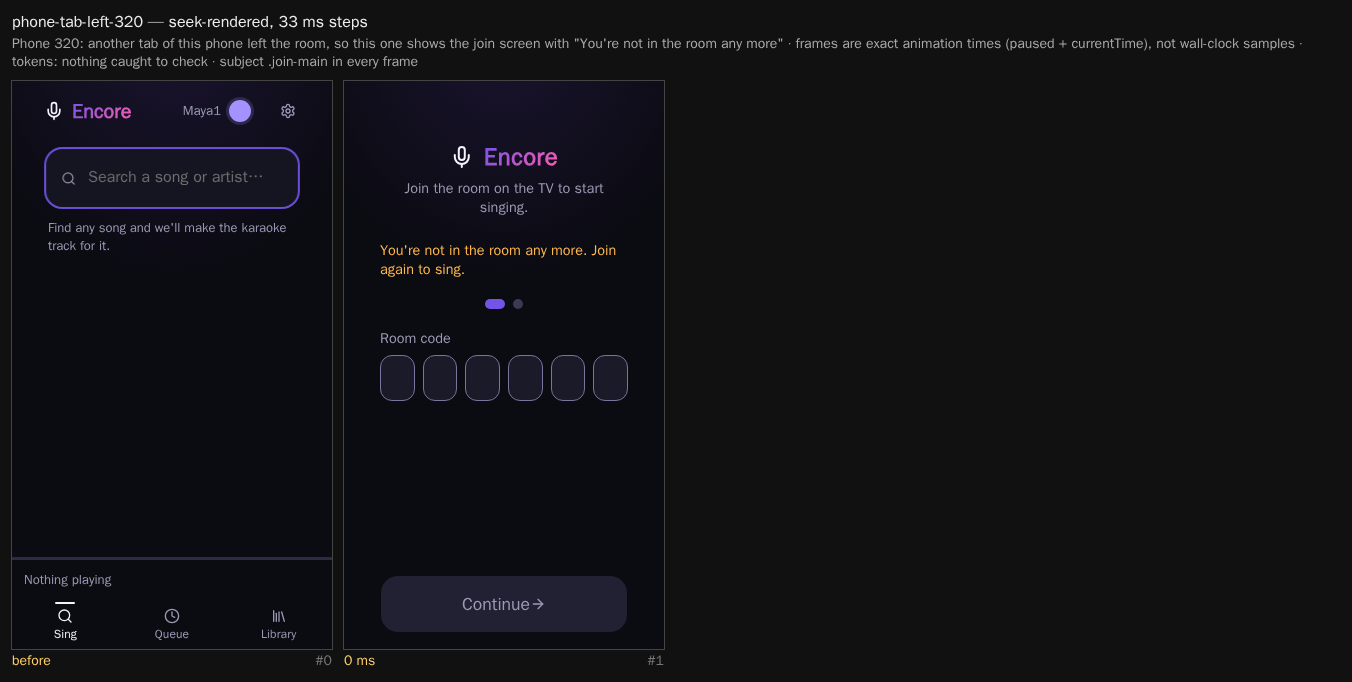 phone-tab-left-320 — seek-rendered, 33 ms steps
Phone 320: another tab of this phone left the room, so this one shows the join screen with "You're not in the room any more" · frames are exact animation times (paused + currentTime), not wall-clock samples ·
tokens: nothing caught to check · subject .join-main in every frame
Encore
Maya1
Search a song or artist···
Find any song and we'll make the karaoke
track for it.
Nothing playing
Sing
Queue
Library
before
#0
Encore
Join the room on the TV to start
singing.
You're not in the room any more. Join
again to sing.
Room code
Continue→
0 ms
#1